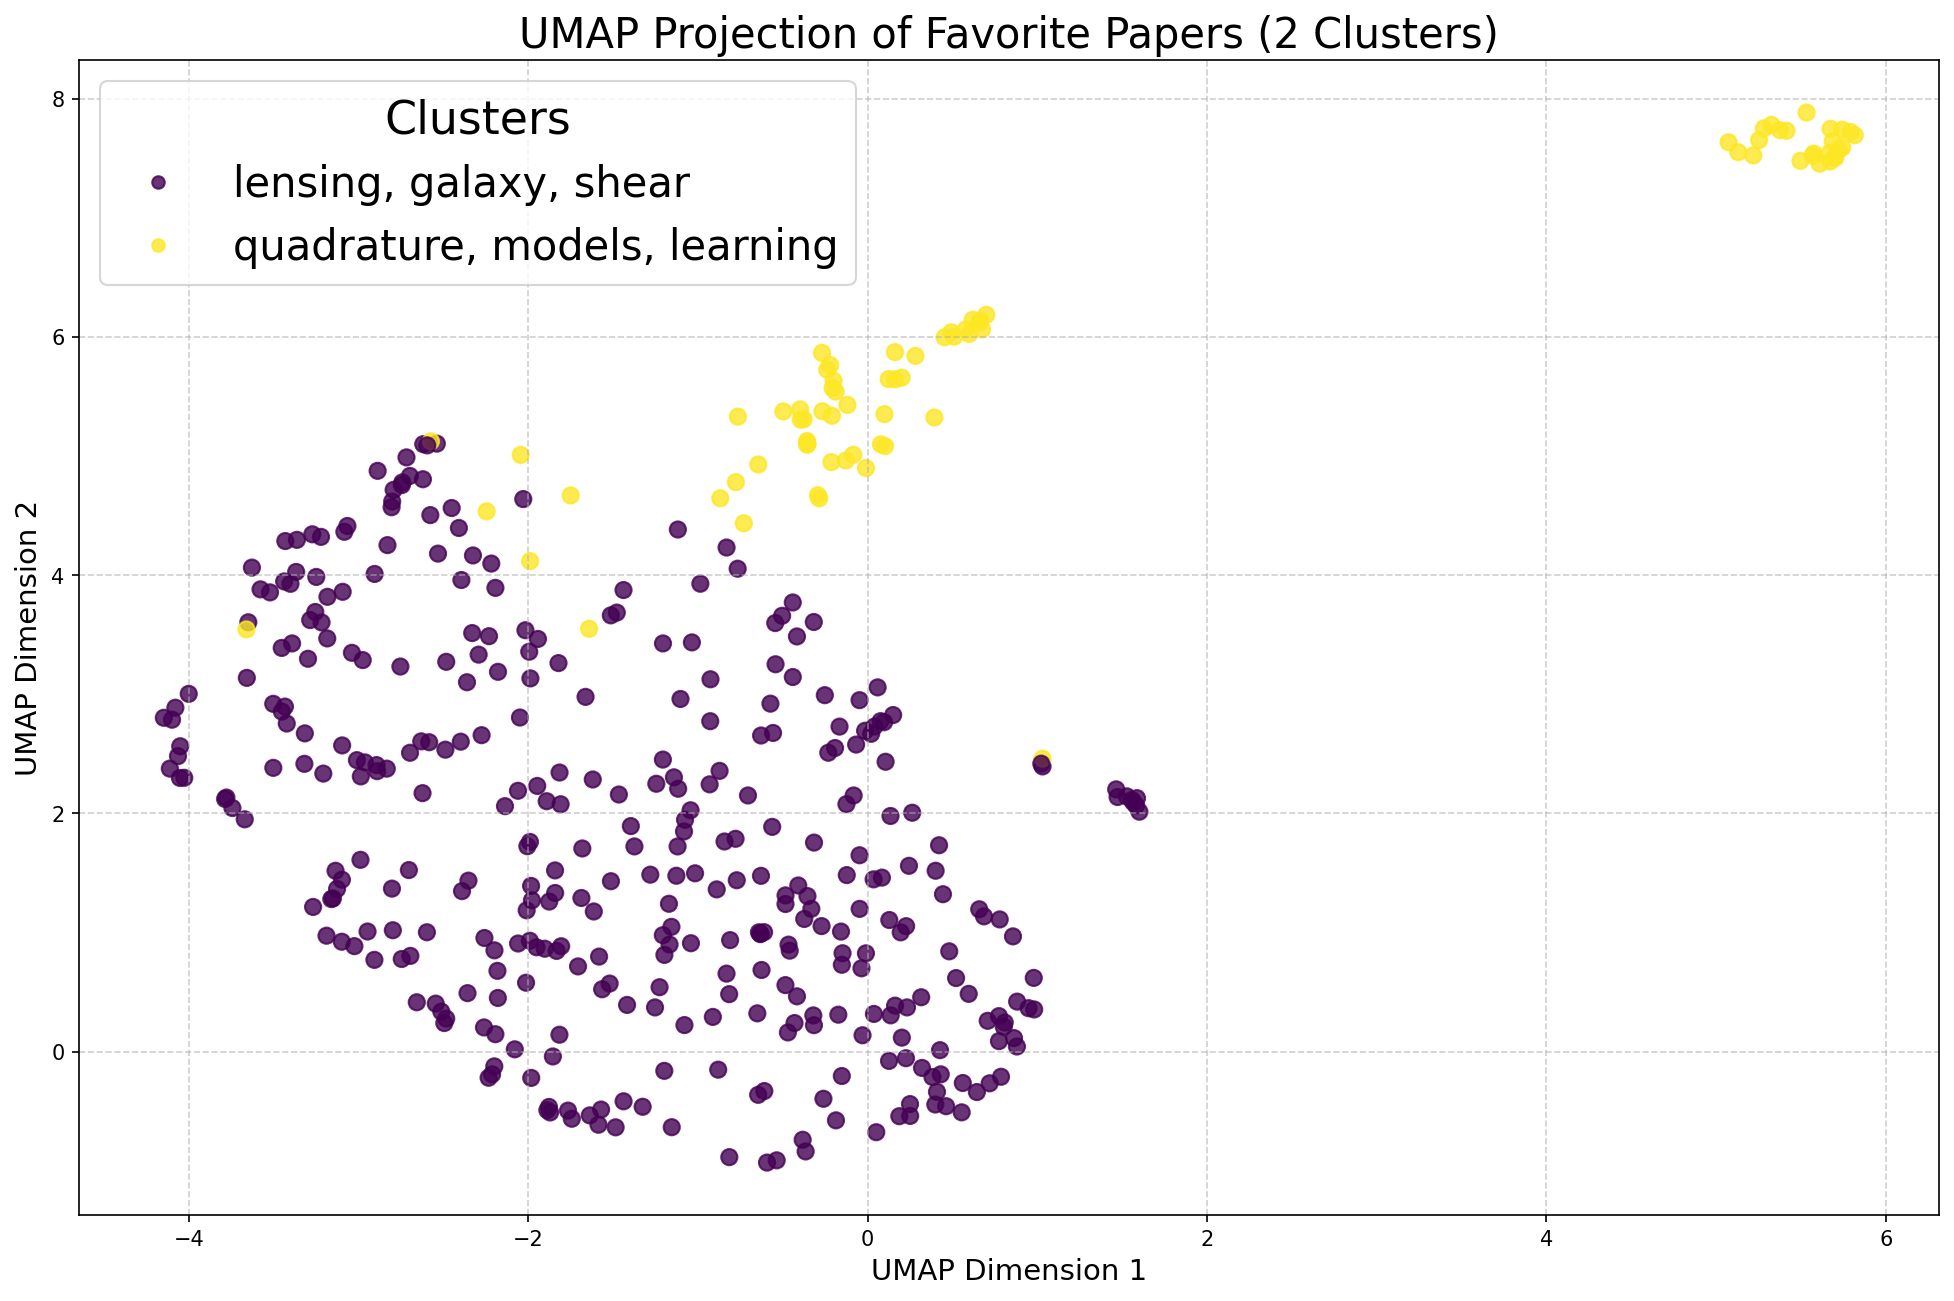 UMAP Projection of Favorite Papers (2 Clusters)
Clusters
lensing, galaxy, shear
quadrature, models, learning
UMAP Dimension 2
8
6
4
2
0
−4
−2
0
2
4
6
UMAP Dimension 1